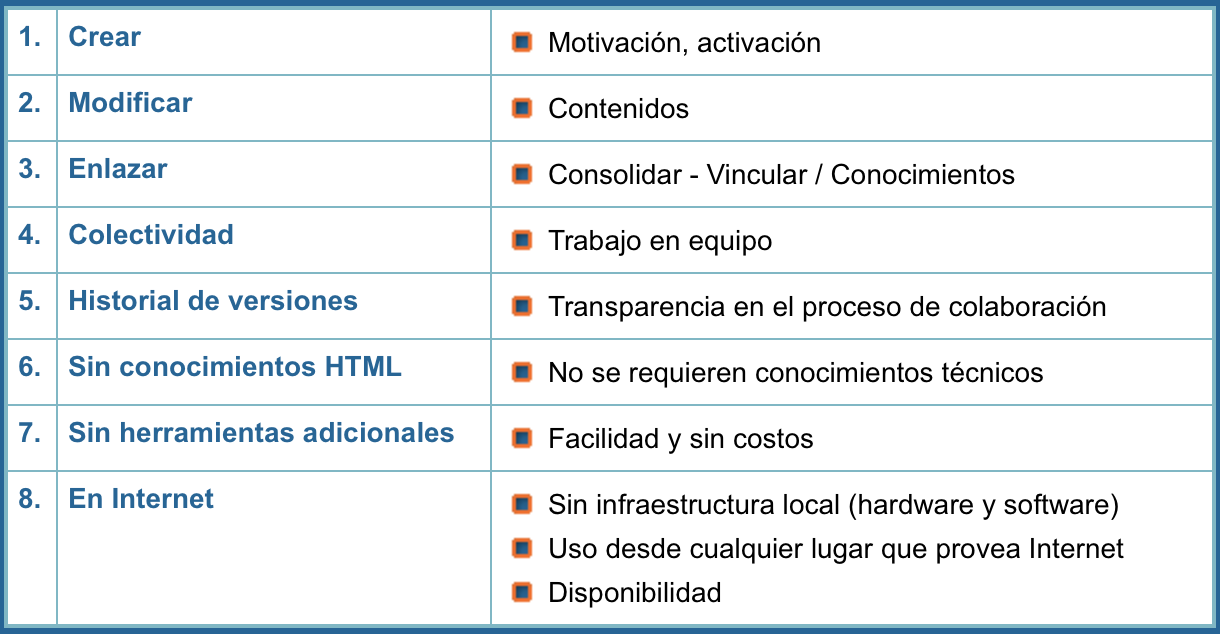 1. Crear
Motivación, activación
2. Modificar
Contenidos
3. Enlazar
Consolidar - Vincular / Conocimientos
4. Colectividad
Trabajo en equipo
5. Historial de versiones
Transparencia en el proceso de colaboración
6. Sin conocimientos HTML
No se requieren conocimientos técnicos
7. Sin herramientas adicionales
Facilidad y sin costos
8. En Internet
Sin infraestructura local (hardware y software)
Uso desde cualquier lugar que provea Internet
Disponibilidad